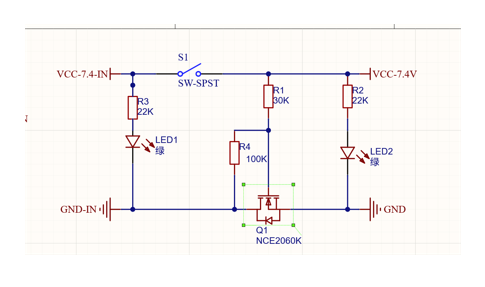 S1
VCC-7.4-IN
VCC-7.4V
SW-SPST
R3
22K
R1
30K
R2
22K
LED1
绿
R4
100K
LED2
绿
GND-IN
GND
Q1
NCE2060K